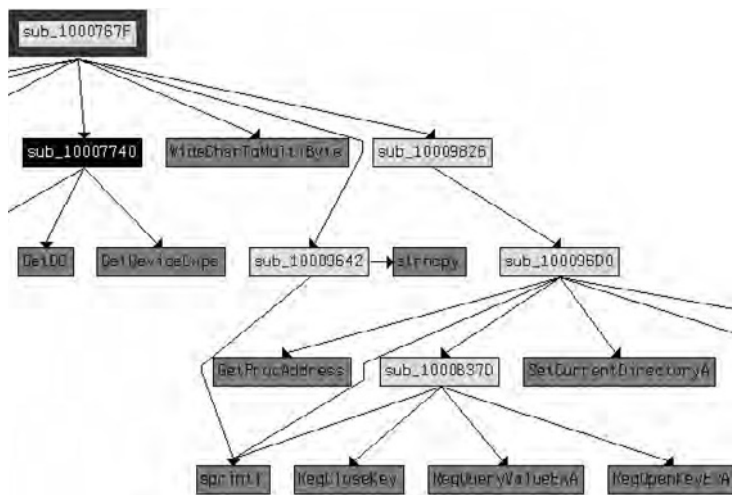 sub_1000767F
sub_10007740
WideCharToMultiByte
sub_10009826
GetDC
GetDeviceCaps
sub_10009642
strncpy
sub_100096D0
GetProcAddress
sub_1000B37D
SetCurrentDirectoryA
sprintf
RegCloseKey
RegQueryValueExA
RegOpenKeyExA